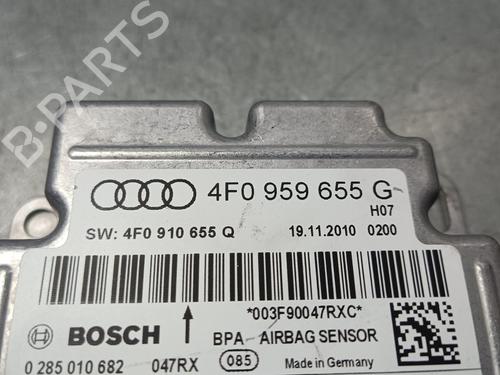 B-PARTS
4F0 959 655 G
H07
SW: 4F0 910 655 Q 19.11.2010 0200
*003F90047RXC*
BOSCH BPA - AIRBAG SENSOR
0 285 010 682 047RX 085 Made in Germany